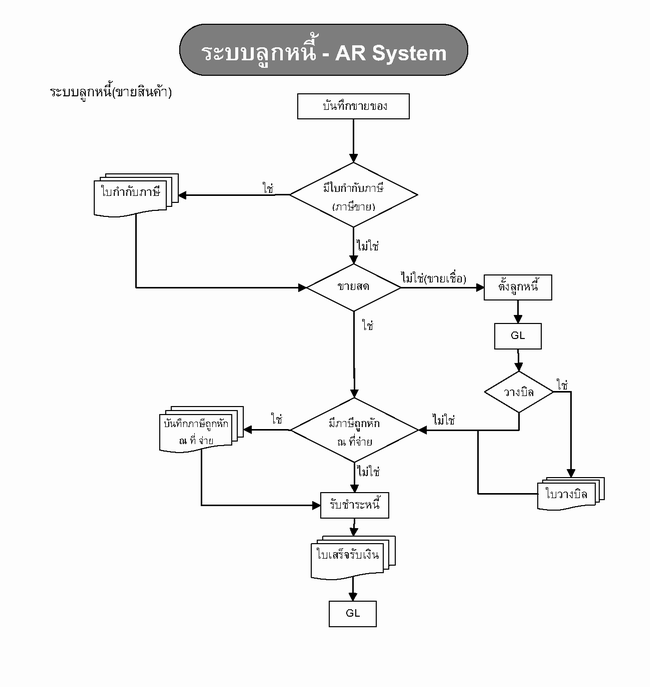 ระบบลูกหนี้ - AR System
ระบบลูกหนี้(ขายสินค้า)
บันทึกขายของ
มีใบกำกับภาษี
(ภาษีขาย)
ใช่
ใบกำกับภาษี
ไม่ใช่
ขายสด
ไม่ใช่(ขายเชื่อ)
ตั้งลูกหนี้
ใช่
GL
วางบิล
ใช่
มีภาษีถูกหัก
ณ ที่จ่าย
ไม่ใช่
ใช่
บันทึกภาษีถูกหัก
ณ ที่ จ่าย
ใบวางบิล
ไม่ใช่
รับชำระหนี้
ใบเสร็จรับเงิน
GL